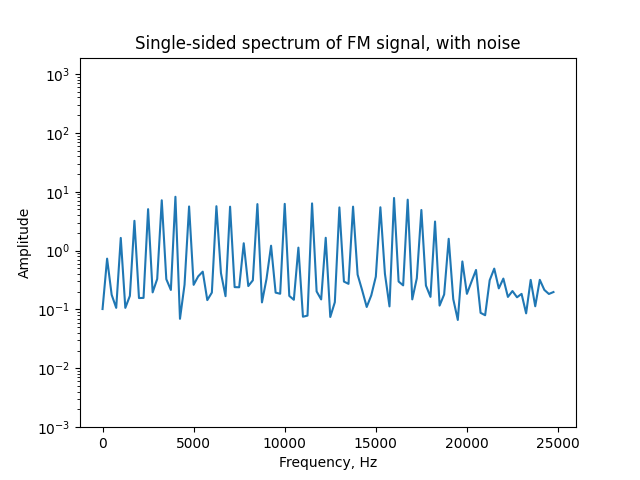 Single-sided spectrum of FM signal, with noise
10³
10²
10¹
10⁰
10⁻¹
10⁻²
10⁻³
Amplitude
0 5000 10000 15000 20000 25000
Frequency, Hz